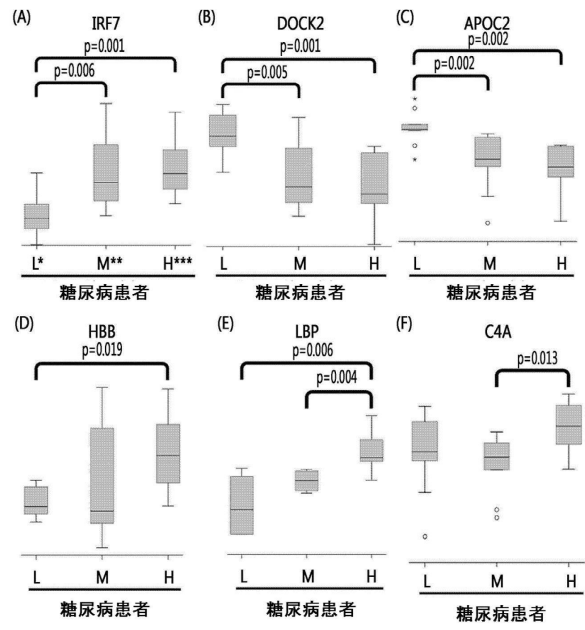 (A) IRF7
p=0.001
p=0.006
L* M** H***
糖尿病患者
(B) DOCK2
p=0.001
p=0.005
L M H
糖尿病患者
(C) APOC2
p=0.002
p=0.002
L M H
糖尿病患者
(D) HBB
p=0.019
L M H
糖尿病患者
(E) LBP
p=0.006
p=0.004
L M H
糖尿病患者
(F) C4A
p=0.013
L M H
糖尿病患者